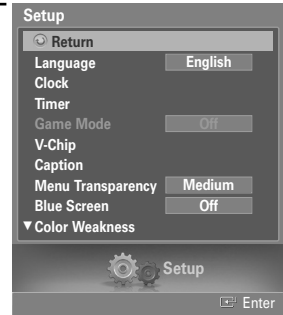 Setup
Return
Language English
Clock
Timer
Game Mode Off
V-Chip
Caption
Menu Transparency Medium
Blue Screen Off
▼Color Weakness
Setup
Enter